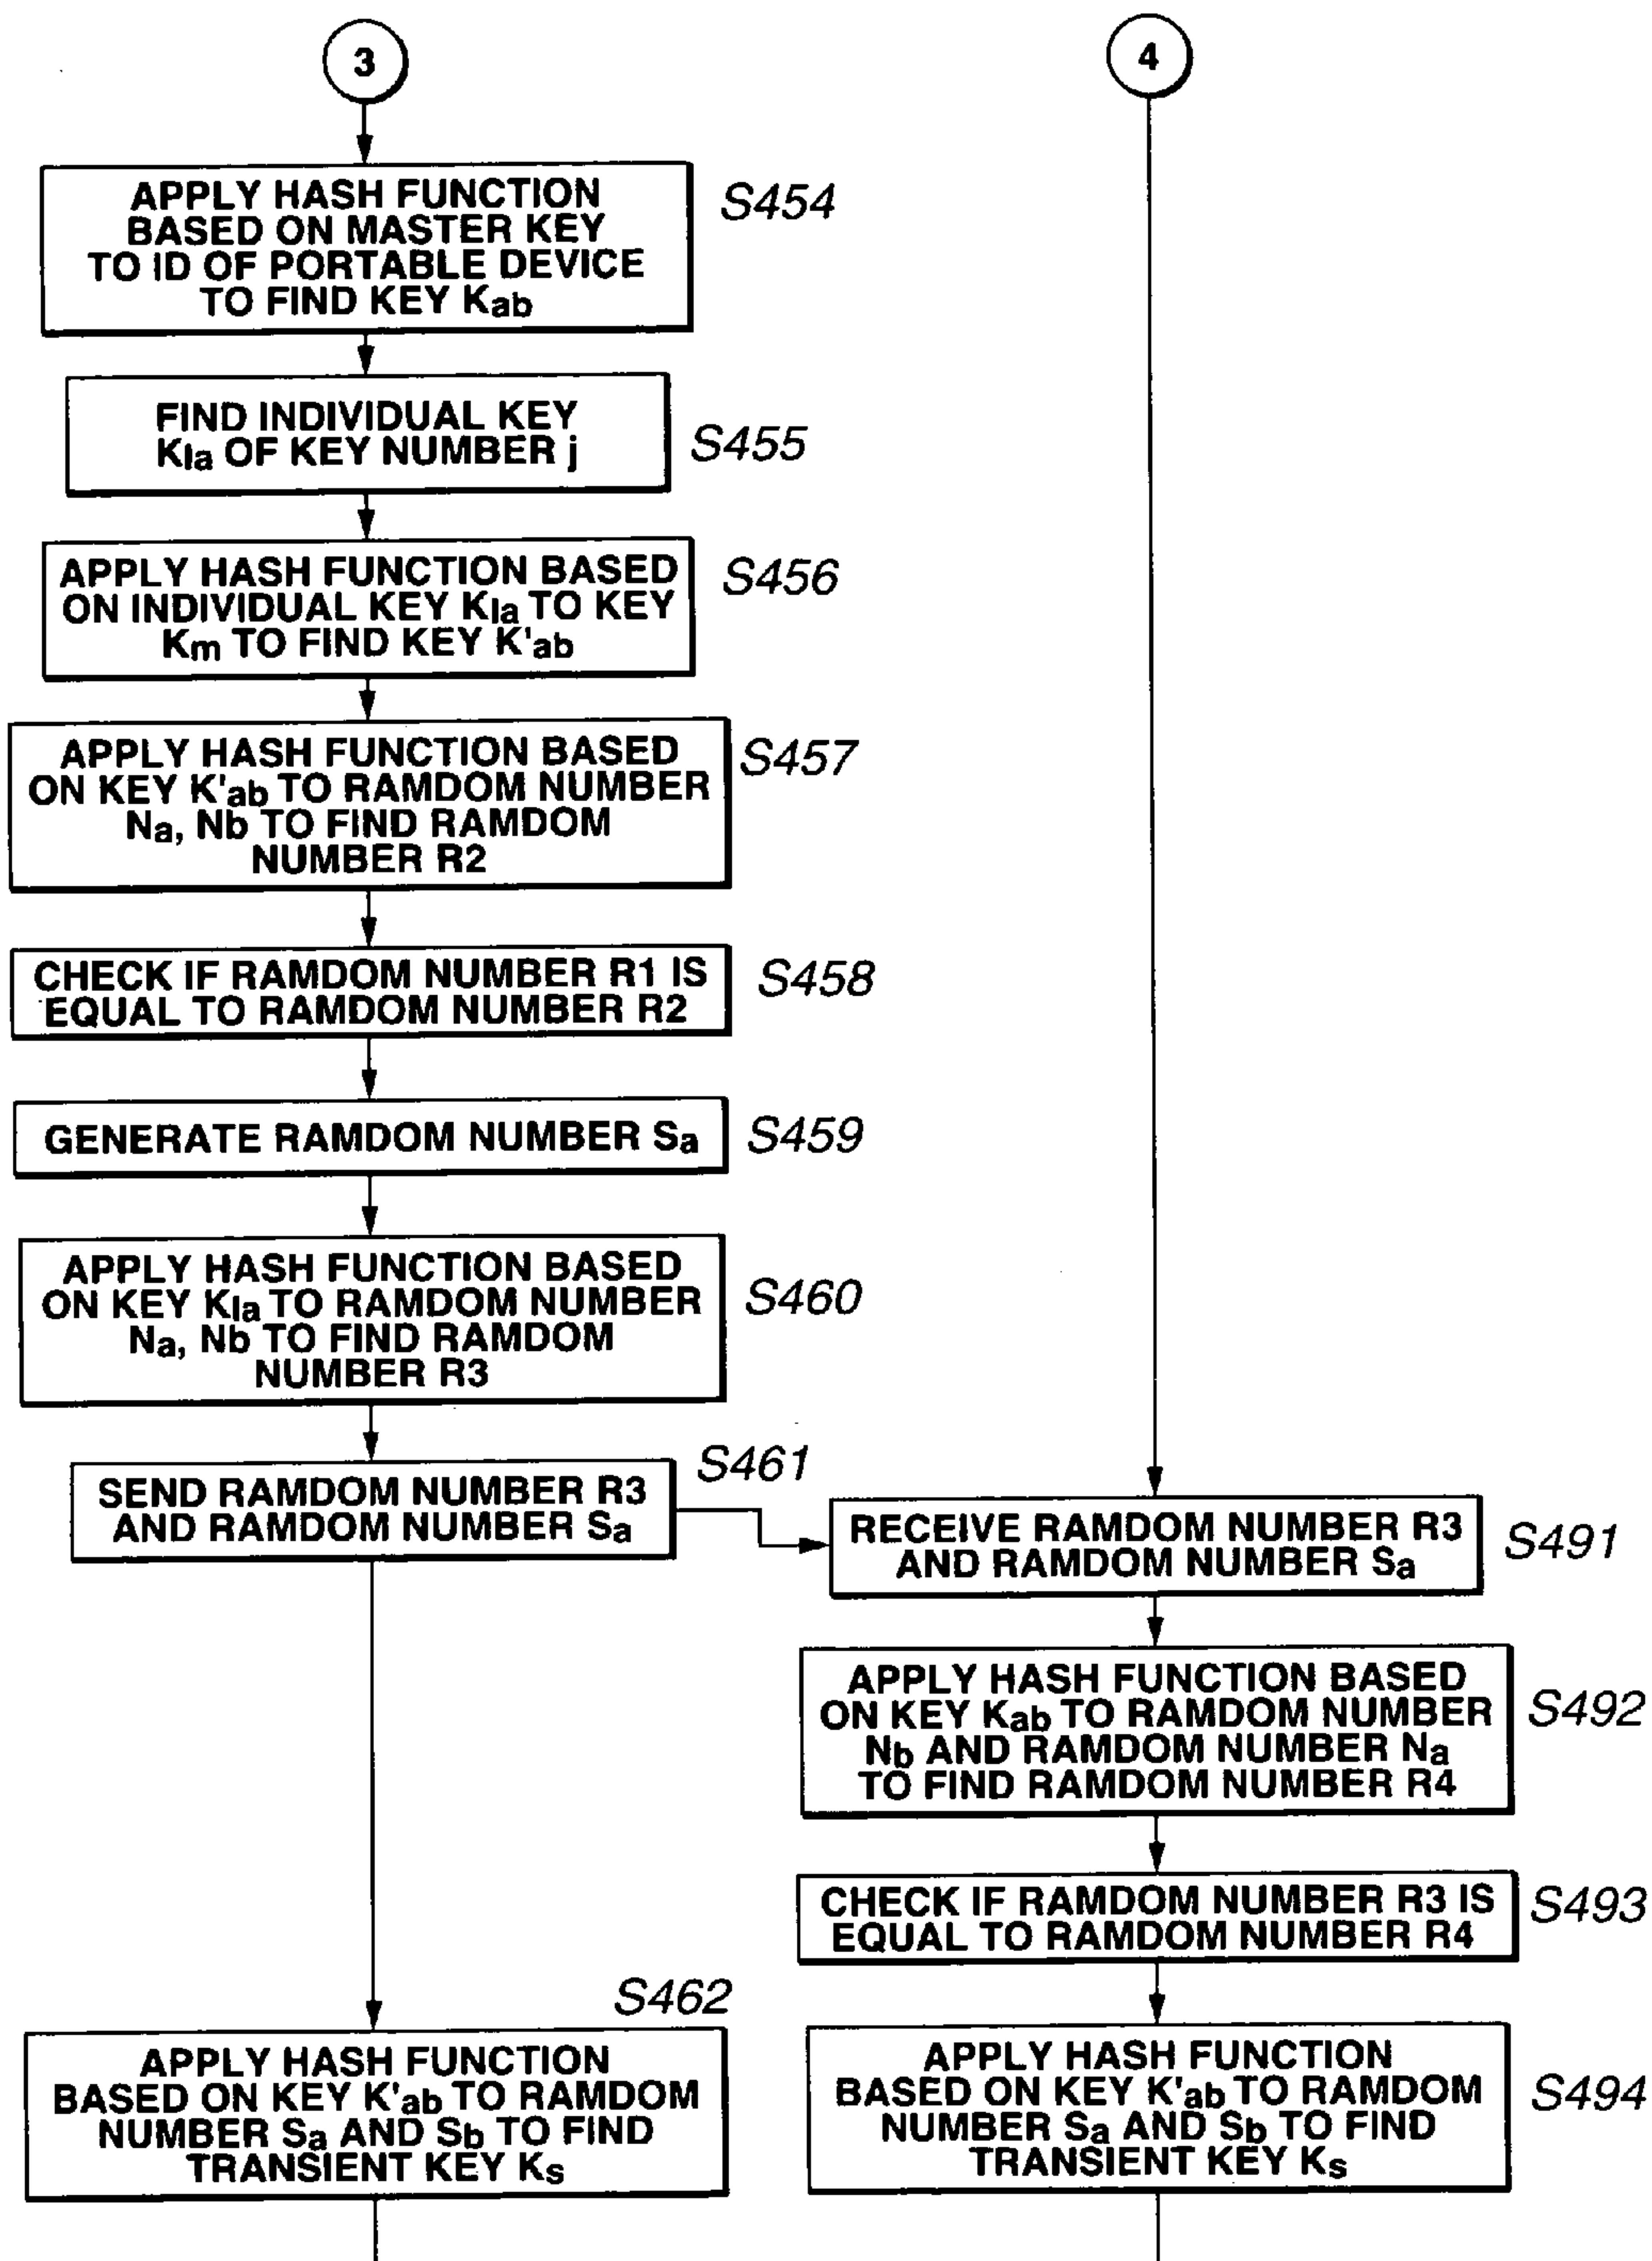 3
APPLY HASH FUNCTION
BASED ON MASTER KEY
TO ID OF PORTABLE DEVICE
TO FIND KEY Kab
S454
FIND INDIVIDUAL KEY
KIa OF KEY NUMBER j
S455
APPLY HASH FUNCTION BASED
ON INDIVIDUAL KEY KIa TO KEY
Km TO FIND KEY K'ab
S456
APPLY HASH FUNCTION BASED
ON KEY K'ab TO RAMDOM NUMBER
Na, Nb TO FIND RAMDOM
NUMBER R2
S457
CHECK IF RAMDOM NUMBER R1 IS
EQUAL TO RAMDOM NUMBER R2
S458
GENERATE RAMDOM NUMBER Sa
S459
APPLY HASH FUNCTION BASED
ON KEY KIa TO RAMDOM NUMBER
Na, Nb TO FIND RAMDOM
NUMBER R3
S460
SEND RAMDOM NUMBER R3
AND RAMDOM NUMBER Sa
S461
S462
APPLY HASH FUNCTION
BASED ON KEY K'ab TO RAMDOM
NUMBER Sa AND Sb TO FIND
TRANSIENT KEY Ks
4
RECEIVE RAMDOM NUMBER R3
AND RAMDOM NUMBER Sa
S491
APPLY HASH FUNCTION BASED
ON KEY Kab TO RAMDOM NUMBER
Nb AND RAMDOM NUMBER Na
TO FIND RAMDOM NUMBER R4
S492
CHECK IF RAMDOM NUMBER R3 IS
EQUAL TO RAMDOM NUMBER R4
S493
APPLY HASH FUNCTION
BASED ON KEY K'ab TO RAMDOM
NUMBER Sa AND Sb TO FIND
TRANSIENT KEY Ks
S494